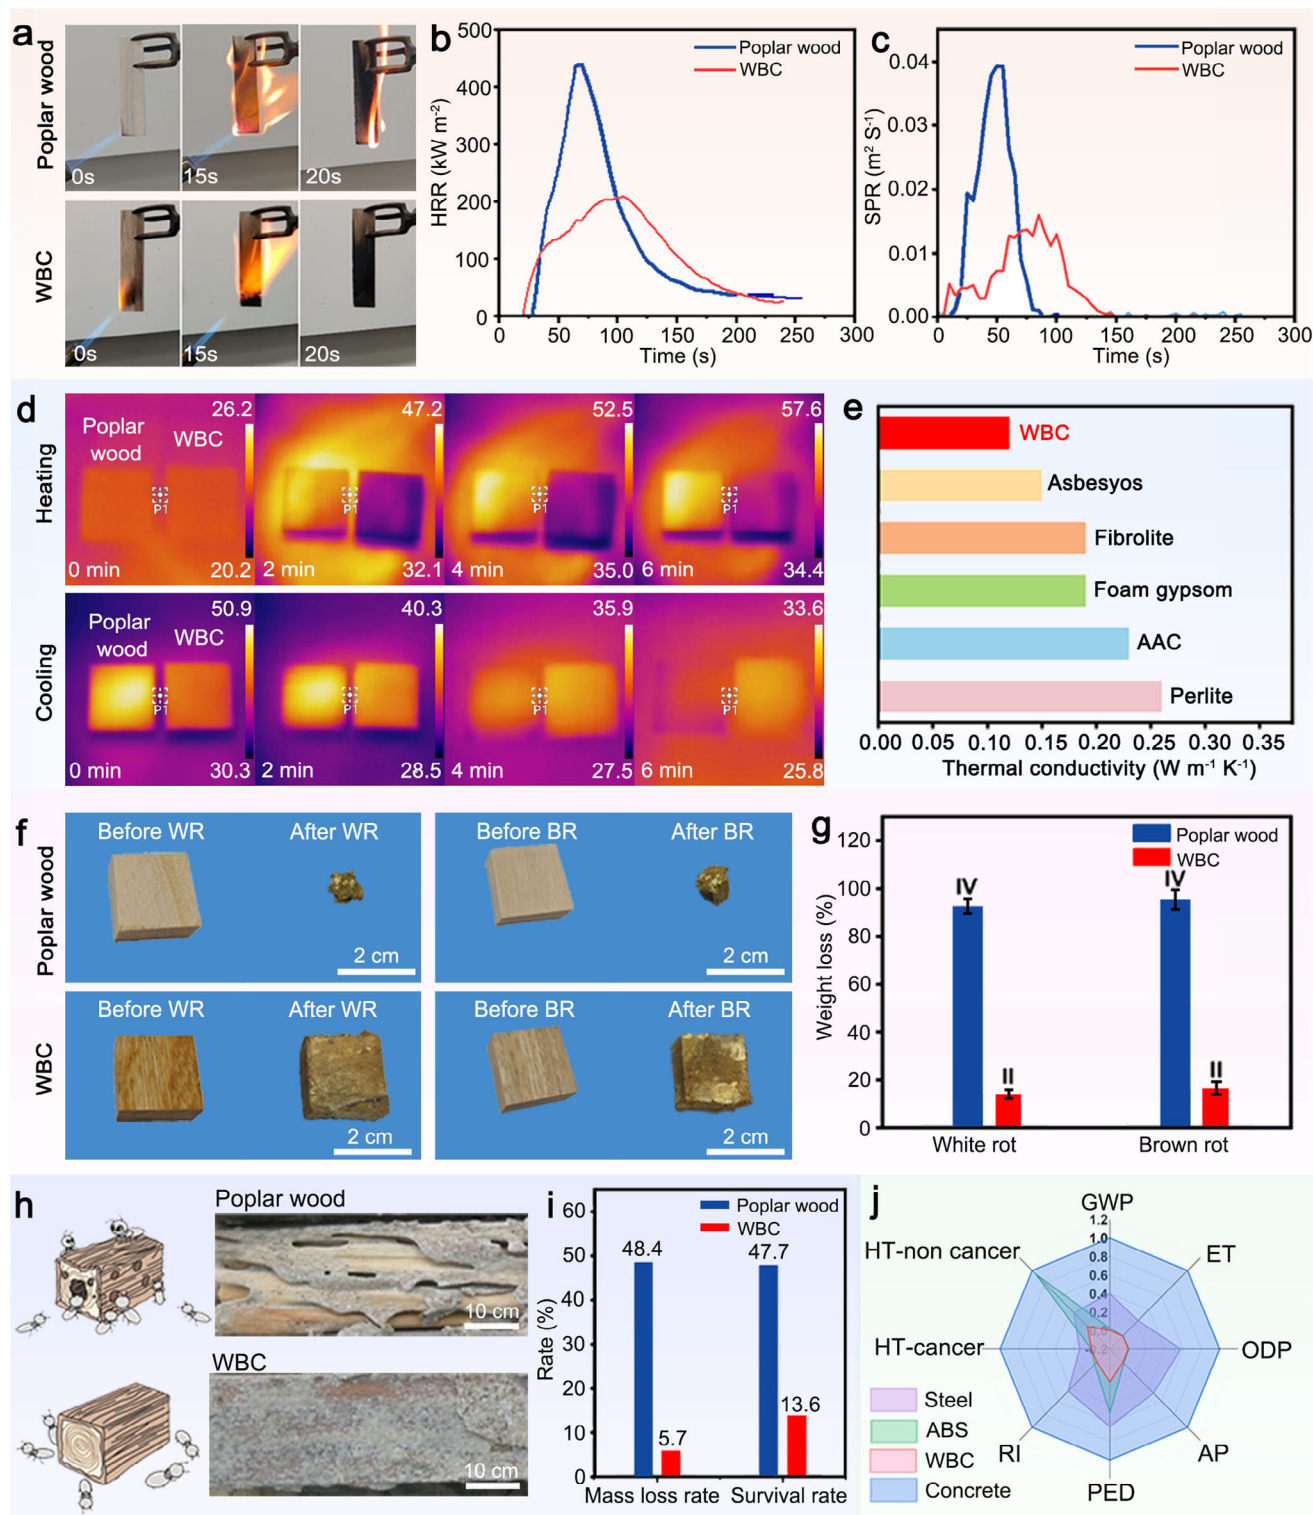 a
Poplar wood
0s
15s
20s
WBC
0s
15s
20s
b
HRR (kW m⁻²)
500
400
300
200
100
0
Poplar wood
WBC
0 50 100 150 200 250 300
Time (s)
c
SPR (m² S⁻¹)
0.04
0.03
0.02
0.01
0.00
Poplar wood
WBC
0 50 100 150 200 250 300
Time (s)
d
Heating
Poplar
wood
WBC
26.2
P1
0 min
20.2
47.2
P1
2 min
32.1
52.5
P1
4 min
35.0
57.6
P1
6 min
34.4
Cooling
Poplar
wood
WBC
50.9
P1
0 min
30.3
40.3
P1
2 min
28.5
35.9
P1
4 min
27.5
33.6
P1
6 min
25.8
e
WBC
Asbesyos
Fibrolite
Foam gypsom
AAC
Perlite
0.00 0.05 0.10 0.15 0.20 0.25 0.30 0.35
Thermal conductivity (W m⁻¹ K⁻¹)
f
Poplar wood
Before WR
After WR
2 cm
Before BR
After BR
2 cm
WBC
Before WR
After WR
2 cm
Before BR
After BR
2 cm
g
Weight loss (%)
120
100
80
60
40
20
0
Poplar wood
WBC
IV
II
IV
II
White rot
Brown rot
h
Poplar wood
10 cm
WBC
10 cm
i
Rate (%)
60
50
40
30
20
10
0
Poplar wood
WBC
48.4
5.7
47.7
13.6
Mass loss rate
Survival rate
j
GWP
ET
ODP
AP
PED
RI
HT-cancer
HT-non cancer
1.2
1.0
0.8
0.6
0.4
0.2
0.0
-0.2
Steel
ABS
WBC
Concrete